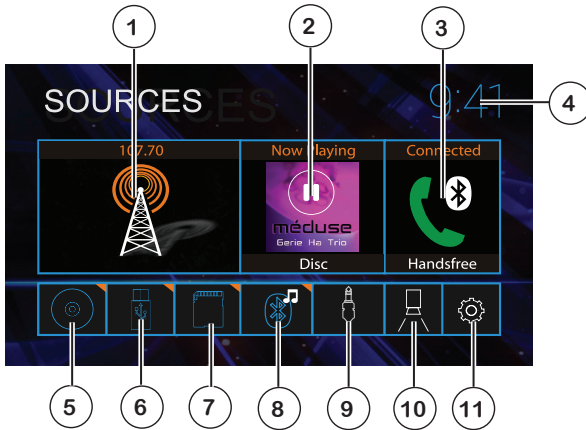 1
2
3
4
SOURCES
9:41
107.70
Now Playing
Connected
méduse
Gerie Ha Trio
Disc
Handsfree
5
6
7
8
9
10
11